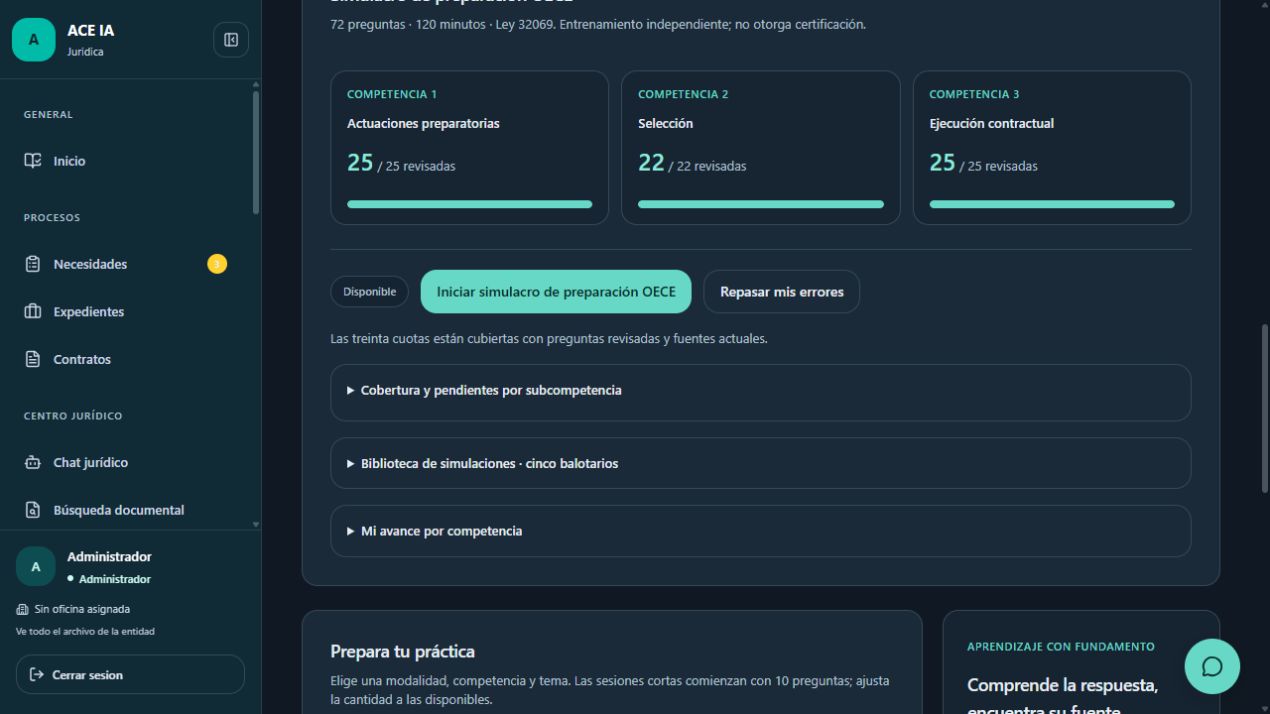 A
ACE IA
Juridica
GENERAL
Inicio
PROCESOS
Necesidades
3
Expedientes
Contratos
CENTRO JURÍDICO
Chat jurídico
Búsqueda documental
A
Administrador
Administrador
Sin oficina asignada
Ve todo el archivo de la entidad
Cerrar sesion
72 preguntas · 120 minutos · Ley 32069. Entrenamiento independiente; no otorga certificación.
COMPETENCIA 1
Actuaciones preparatorias
25 / 25 revisadas
COMPETENCIA 2
Selección
22 / 22 revisadas
COMPETENCIA 3
Ejecución contractual
25 / 25 revisadas
Disponible
Iniciar simulacro de preparación OECE
Repasar mis errores
Las treinta cuotas están cubiertas con preguntas revisadas y fuentes actuales.
Cobertura y pendientes por subcompetencia
Biblioteca de simulaciones · cinco balotarios
Mi avance por competencia
Prepara tu práctica
Elige una modalidad, competencia y tema. Las sesiones cortas comienzan con 10 preguntas; ajusta
la cantidad a las disponibles.
APRENDIZAJE CON FUNDAMENTO
Comprende la respuesta,
encuentra su fuente